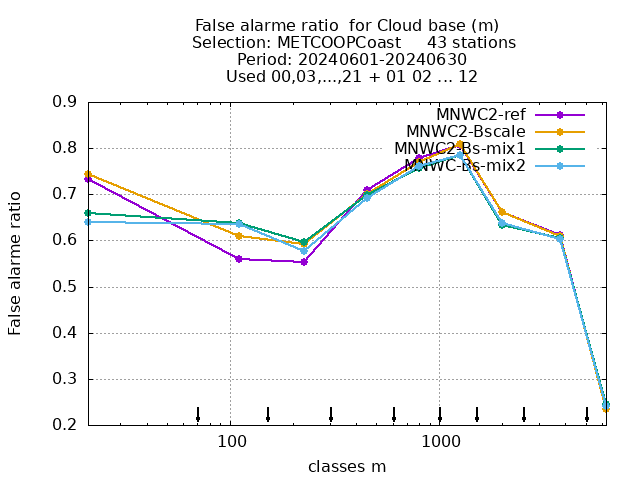 False alarme ratio  for Cloud base (m)
Selection: METCOOPCoast     43 stations
Period: 20240601-20240630
Used 00,03,...,21 + 01 02 ... 12
MNWC2-ref
MNWC2-Bscale
MNWC2-Bs-mix1
MNWC-Bs-mix2
False alarme ratio
0.9
0.8
0.7
0.6
0.5
0.4
0.3
0.2
100
1000
classes m